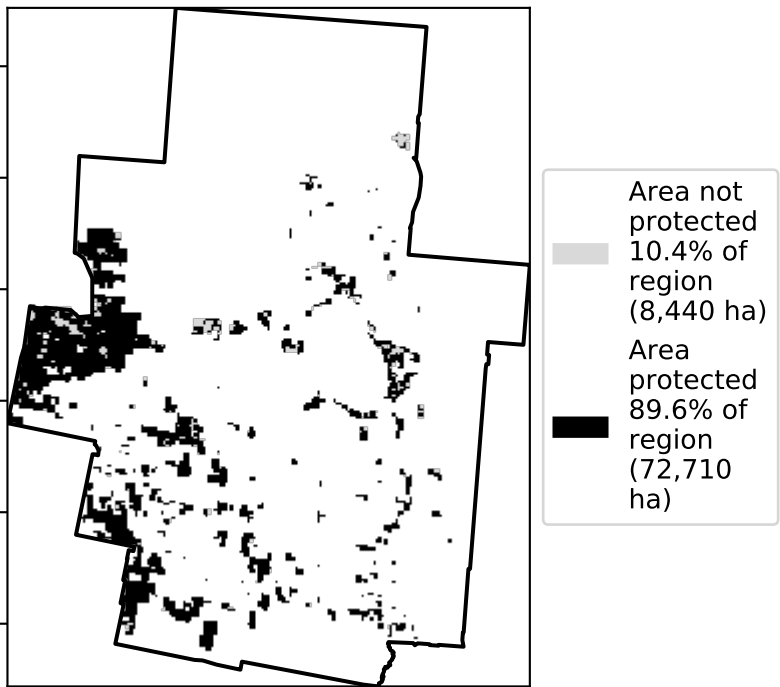 Area not
protected
10.4% of
region
(8,440 ha)
Area
protected
89.6% of
region
(72,710
ha)